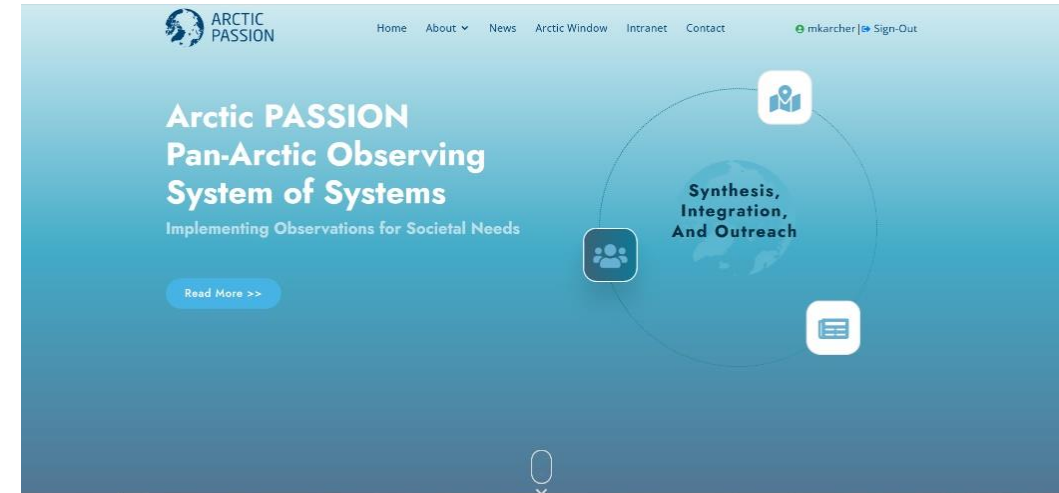 ARCTIC
PASSION
Home About News Arctic Window Intranet Contact mkarcher| Sign-Out
Arctic PASSION
Pan-Arctic Observing
System of Systems
Implementing Observations for Societal Needs
Read More >>
Synthesis,
Integration,
And Outreach